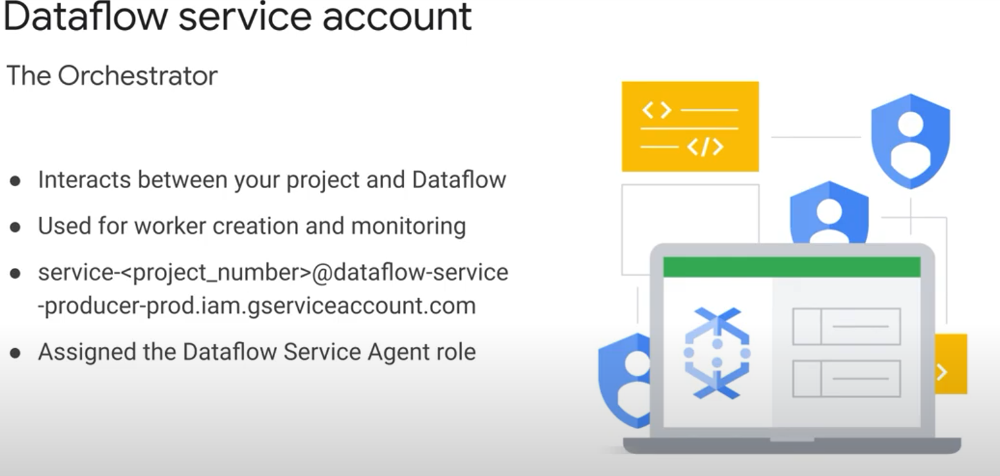 Dataflow service account
The Orchestrator
● Interacts between your project and Dataflow
● Used for worker creation and monitoring
● service-<project_number>@dataflow-service
-producer-prod.iam.gserviceaccount.com
● Assigned the Dataflow Service Agent role